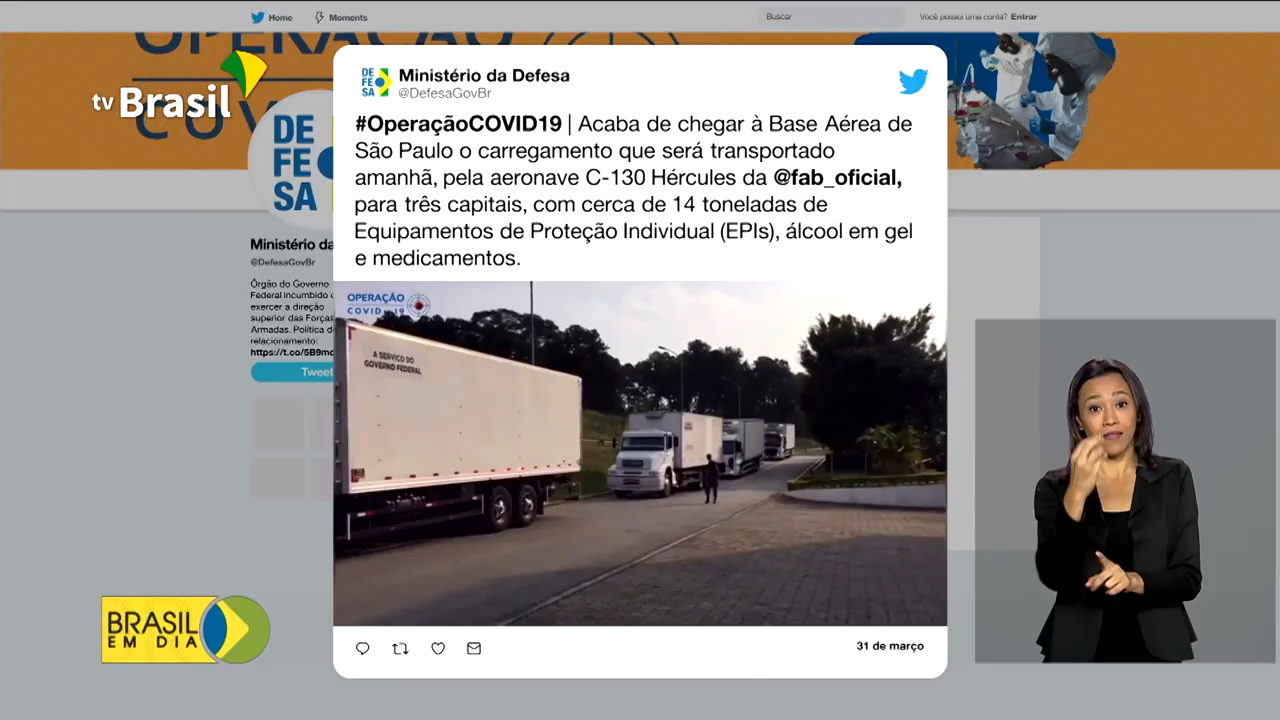 Home
Moments
Buscar
Você possui uma conta? Entrar
OPERAÇÃO
tv Brasil
DE
FE
SA
Ministério da
@DefesaGovBr
Órgão do Governo
Federal incumbido
exercer a direção
superior das Forças
Armadas. Política d
relacionamento:
https://t.co/5B9m
Tweet
DE
FE
SA
Ministério da Defesa
@DefesaGovBr
#OperaçãoCOVID19 | Acaba de chegar à Base Aérea de
São Paulo o carregamento que será transportado
amanhã, pela aeronave C-130 Hércules da @fab_oficial,
para três capitais, com cerca de 14 toneladas de
Equipamentos de Proteção Individual (EPIs), álcool em gel
e medicamentos.
OPERAÇÃO
COVID-19
A SERVIÇO DO
GOVERNO FEDERAL
31 de março
BRASIL
EM DIA